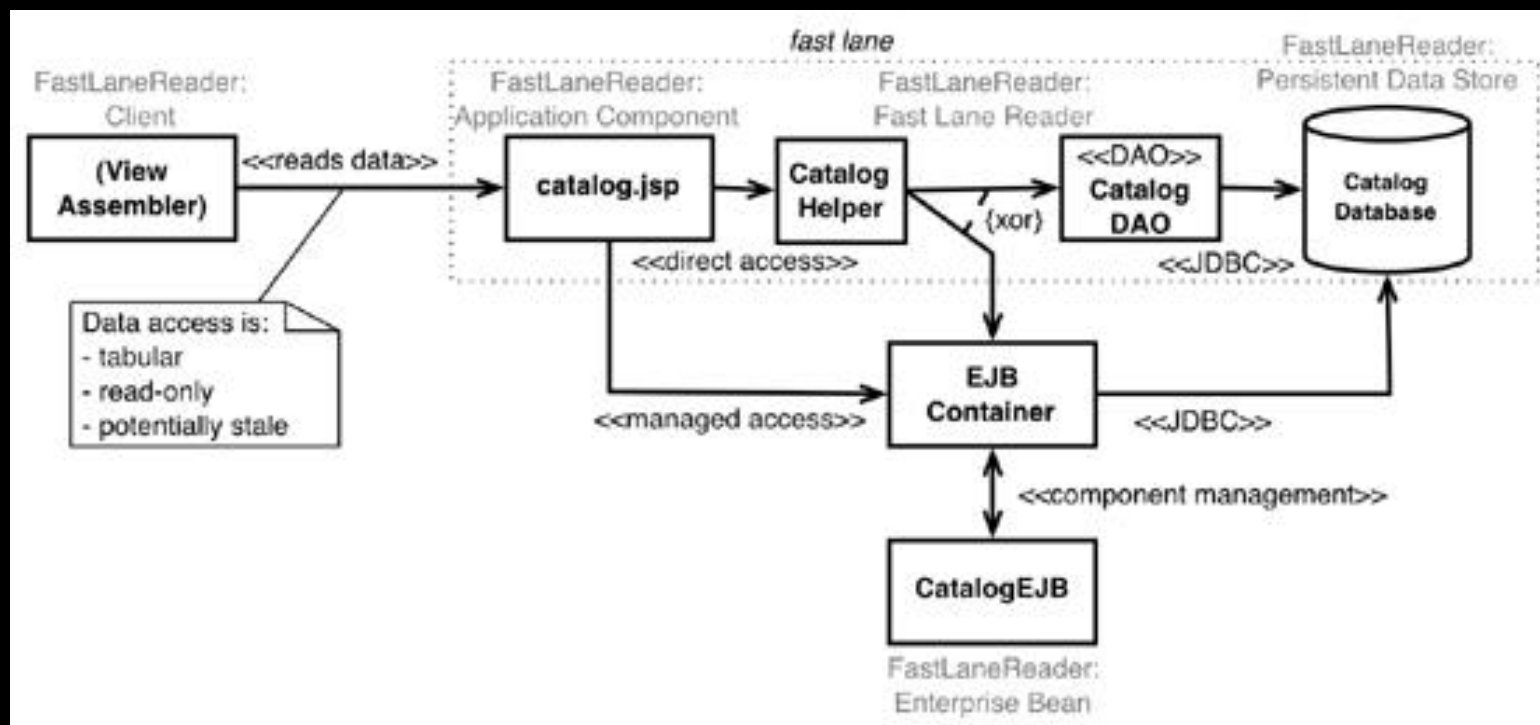 fast lane
FastLaneReader:
Client
FastLaneReader:
Application Component
FastLaneReader:
Fast Lane Reader
FastLaneReader:
Persistent Data Store
(View
Assembler)
<<reads data>>
catalog.jsp
Catalog
Helper
{xor}
<<DAO>>
Catalog
DAO
Catalog
Database
<<direct access>>
<<JDBC>>
Data access is:
- tabular
- read-only
- potentially stale
<<managed access>>
EJB
Container
<<JDBC>>
<<component management>>
CatalogEJB
FastLaneReader:
Enterprise Bean